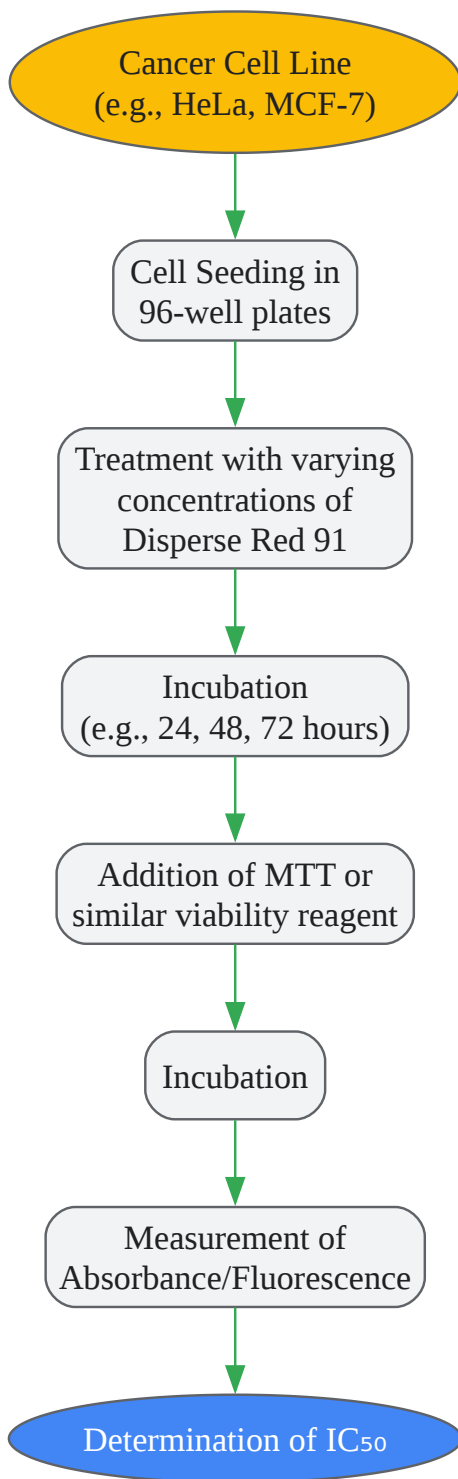 Cancer Cell Line
(e.g., HeLa, MCF-7)
Cell Seeding in
96-well plates
Treatment with varying
concentrations of
Disperse Red 91
Incubation
(e.g., 24, 48, 72 hours)
Addition of MTT or
similar viability reagent
Incubation
Measurement of
Absorbance/Fluorescence
Determination of IC₅₀